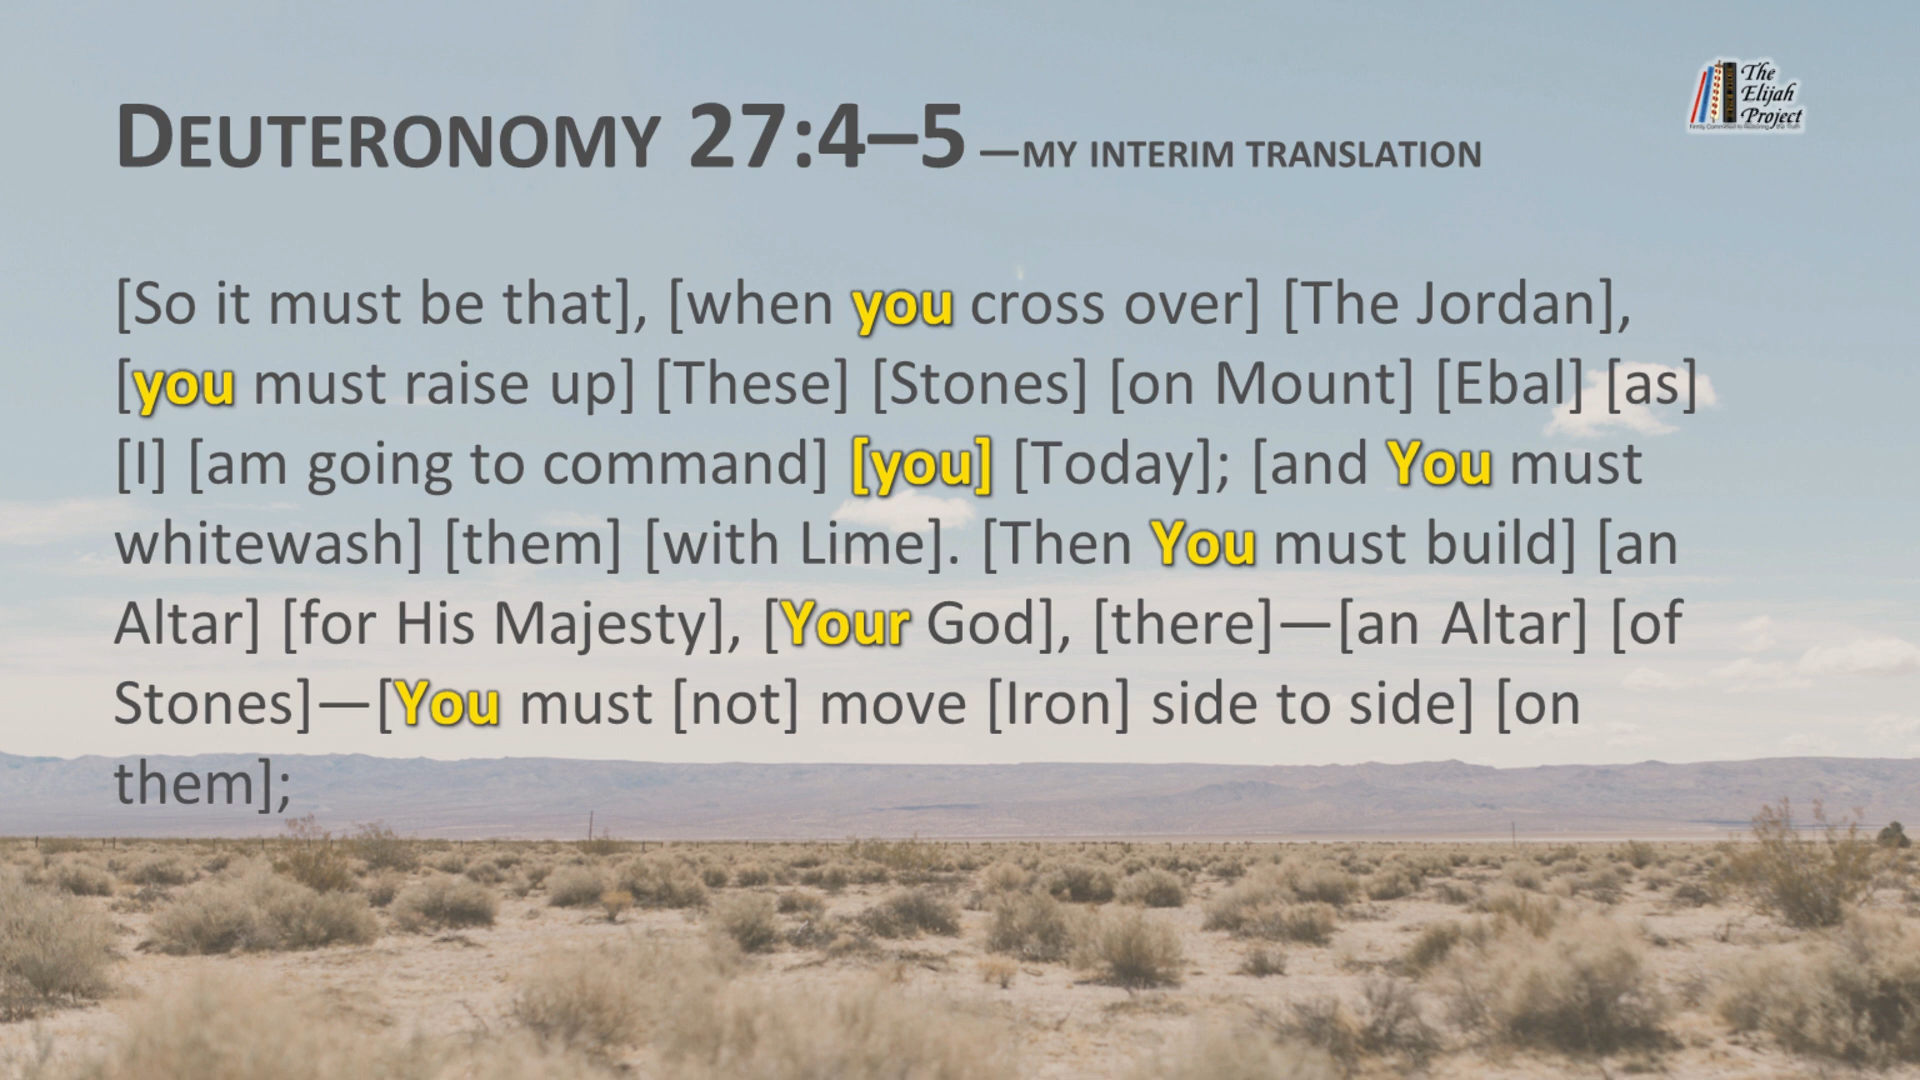 The
Elijah
Project
DEUTERONOMY 27:4–5 —MY INTERIM TRANSLATION
[So it must be that], [when you cross over] [The Jordan],
[you must raise up] [These] [Stones] [on Mount] [Ebal] [as]
[I] [am going to command] [you] [Today]; [and You must
whitewash] [them] [with Lime]. [Then You must build] [an
Altar] [for His Majesty], [Your God], [there]—[an Altar] [of
Stones]—[You must [not] move [Iron] side to side] [on
them];